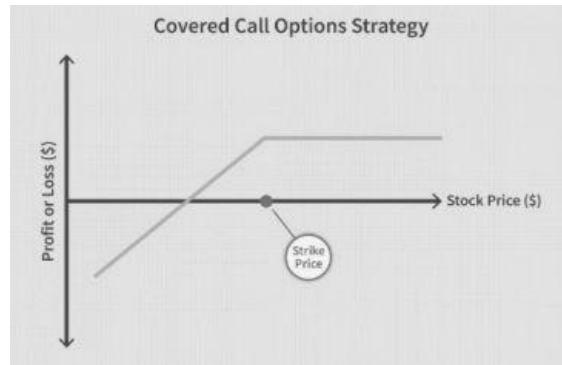 Covered Call Options Strategy
Profit or Loss ($)
Stock Price ($)
Strike
Price